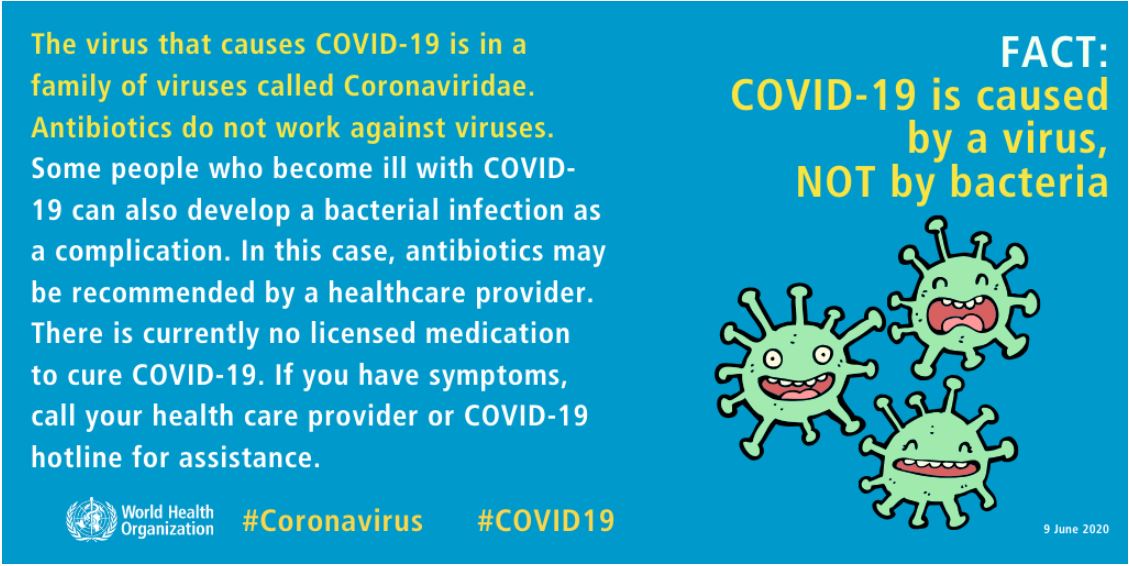 The virus that causes COVID-19 is in a
family of viruses called Coronaviridae.
Antibiotics do not work against viruses.
Some people who become ill with COVID-
19 can also develop a bacterial infection as
a complication. In this case, antibiotics may
be recommended by a healthcare provider.
There is currently no licensed medication
to cure COVID-19. If you have symptoms,
call your health care provider or COVID-19
hotline for assistance.
FACT:
COVID-19 is caused
by a virus,
NOT by bacteria
World Health
Organization
#Coronavirus
#COVID19
9 June 2020